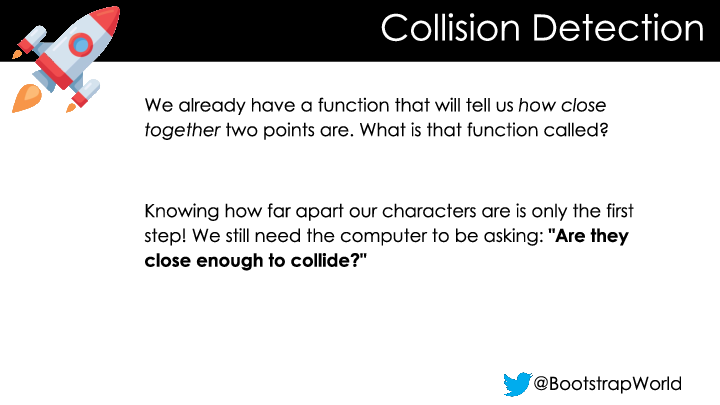 Collision Detection
We already have a function that will tell us how close
together two points are. What is that function called?
Knowing how far apart our characters are is only the first
step! We still need the computer to be asking: "Are they
close enough to collide?"
@BootstrapWorld